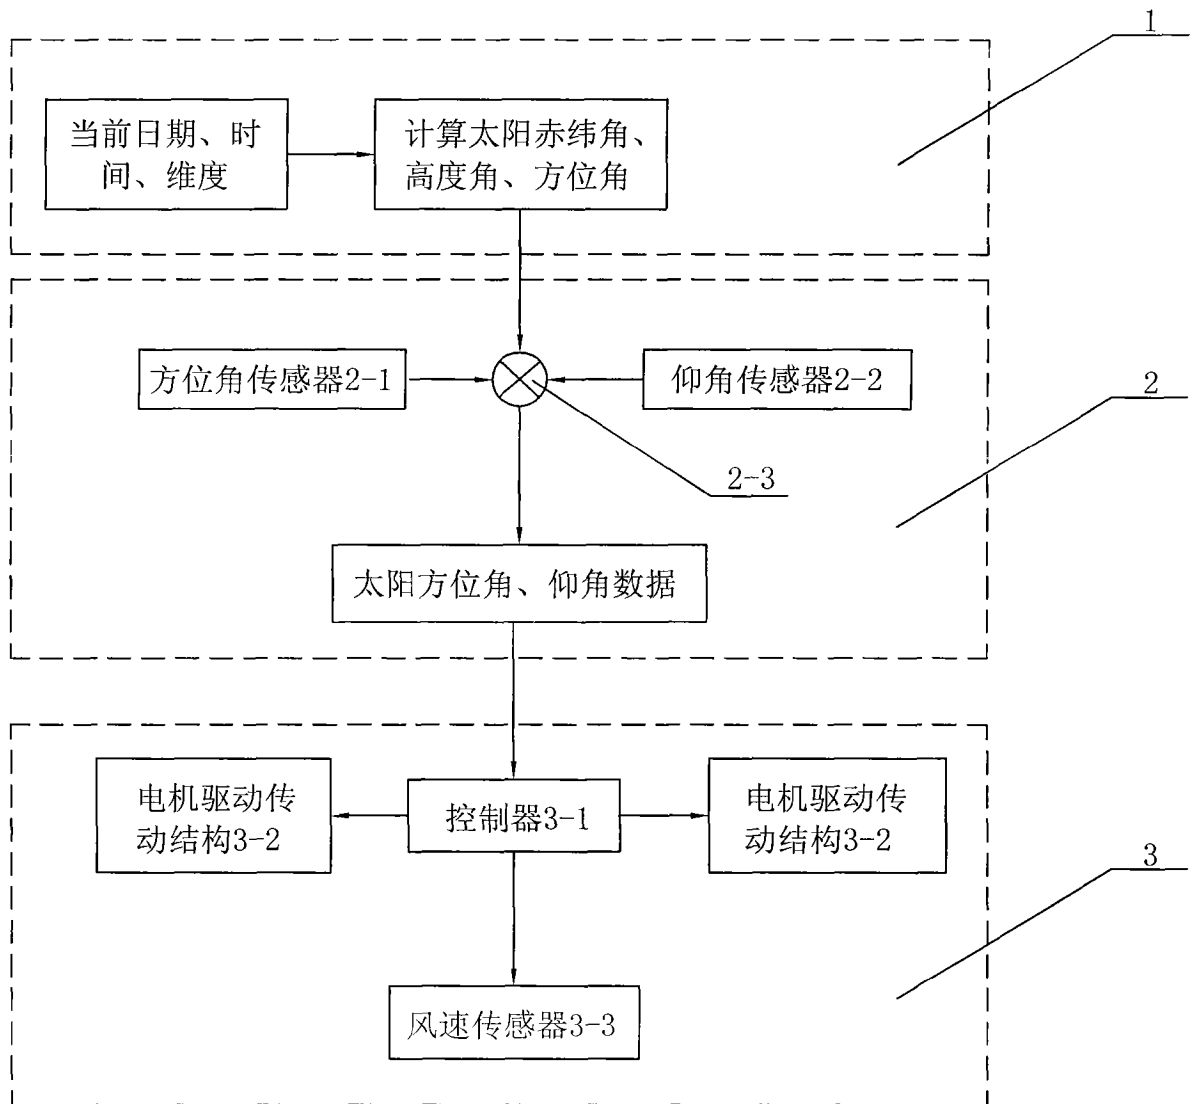 1
当前日期、时
间、维度
计算太阳赤纬角、
高度角、方位角
方位角传感器2-1
仰角传感器2-2
2
2-3
太阳方位角、仰角数据
电机驱动传
动结构3-2
控制器3-1
电机驱动传
动结构3-2
3
风速传感器3-3